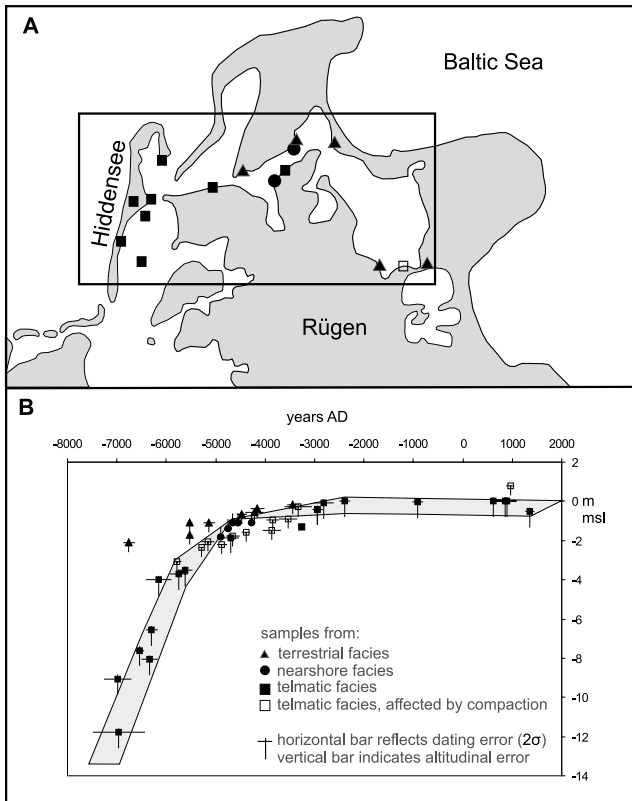 A
Baltic Sea
Hiddensee
Rügen
B
years AD
-8000 -7000 -6000 -5000 -4000 -3000 -2000 -1000 0 1000 2000
2
0 m
msl
-2
-4
-6
-8
-10
-12
-14
samples from:
terrestrial facies
nearshore facies
telmatic facies
telmatic facies, affected by compaction
horizontal bar reflects dating error (2σ)
vertical bar indicates altitudinal error